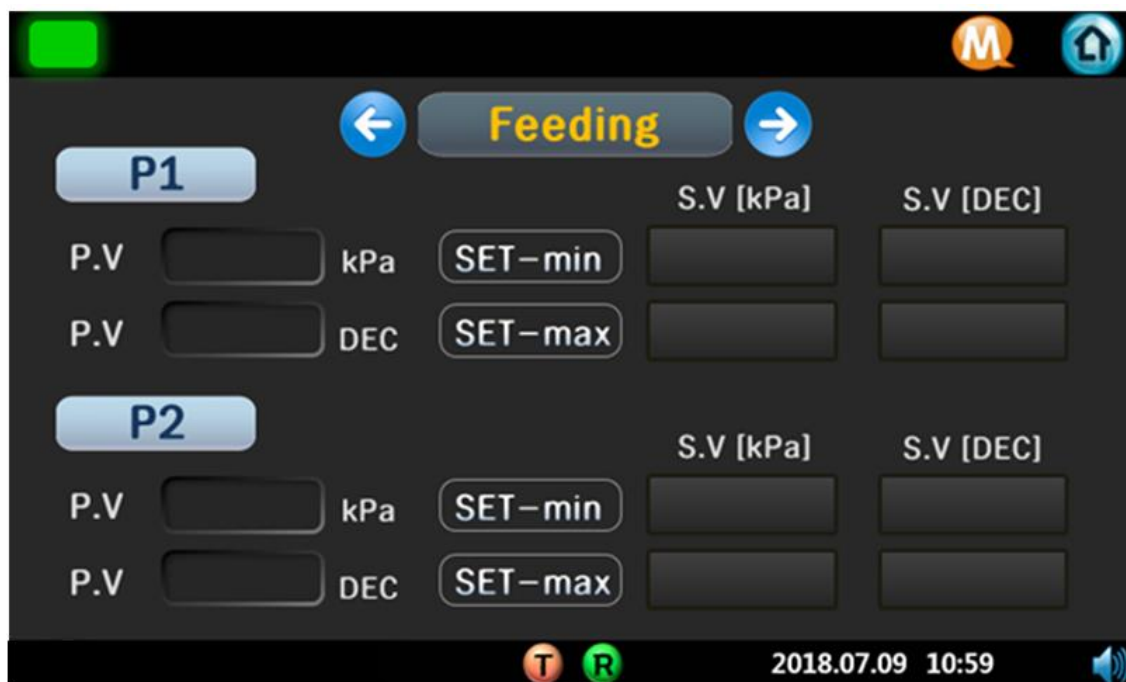 M
Feeding
P1
S.V [kPa] S.V [DEC]
P.V kPa SET-min
P.V DEC SET-max
P2
S.V [kPa] S.V [DEC]
P.V kPa SET-min
P.V DEC SET-max
T R 2018.07.09 10:59